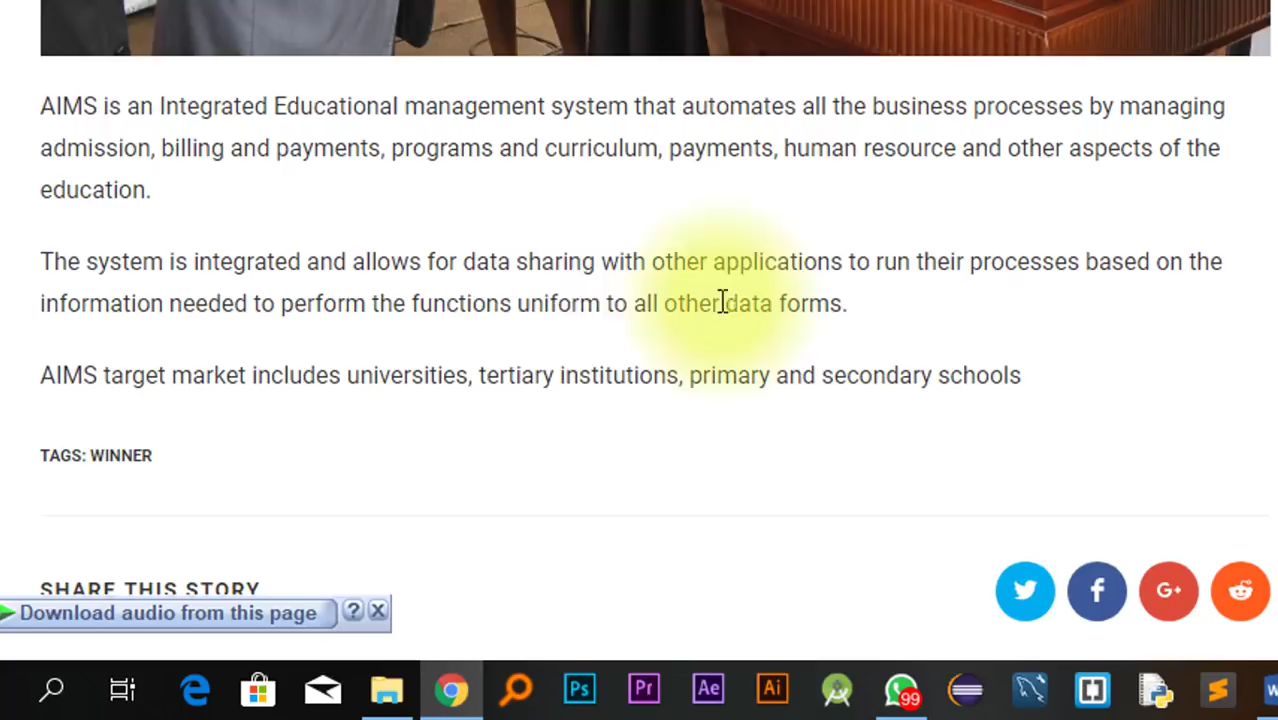 AIMS is an Integrated Educational management system that automates all the business processes by managing
admission, billing and payments, programs and curriculum, payments, human resource and other aspects of the
education.
The system is integrated and allows for data sharing with other applications to run their processes based on the
information needed to perform the functions uniform to all other data forms.
AIMS target market includes universities, tertiary institutions, primary and secondary schools
TAGS: WINNER
SHARE THIS STORY
G+
Download audio from this page ?
Ps Pr Ae Ai 99 W